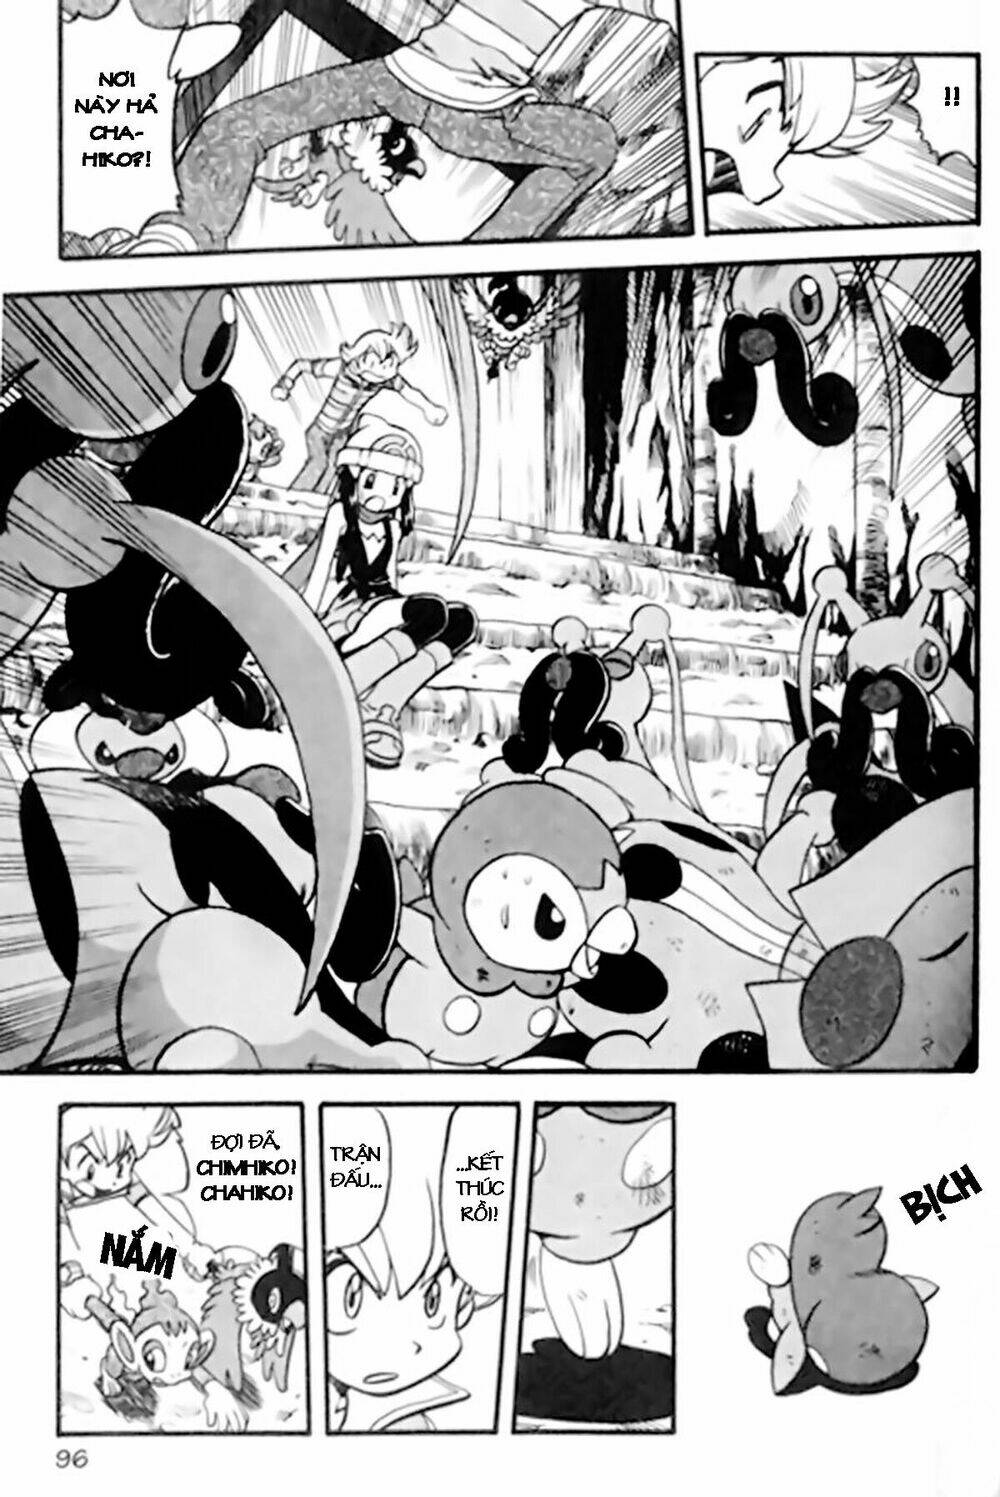 NƠI
NÀY HẢ
CHA-
HIKO?!
!!
ĐỢI ĐÃ,
CHIMHIKO!
CHAHIKO!
NẮM
TRẬN
ĐẤU...
...KẾT
THÚC
RỒI!
BỊCH
96